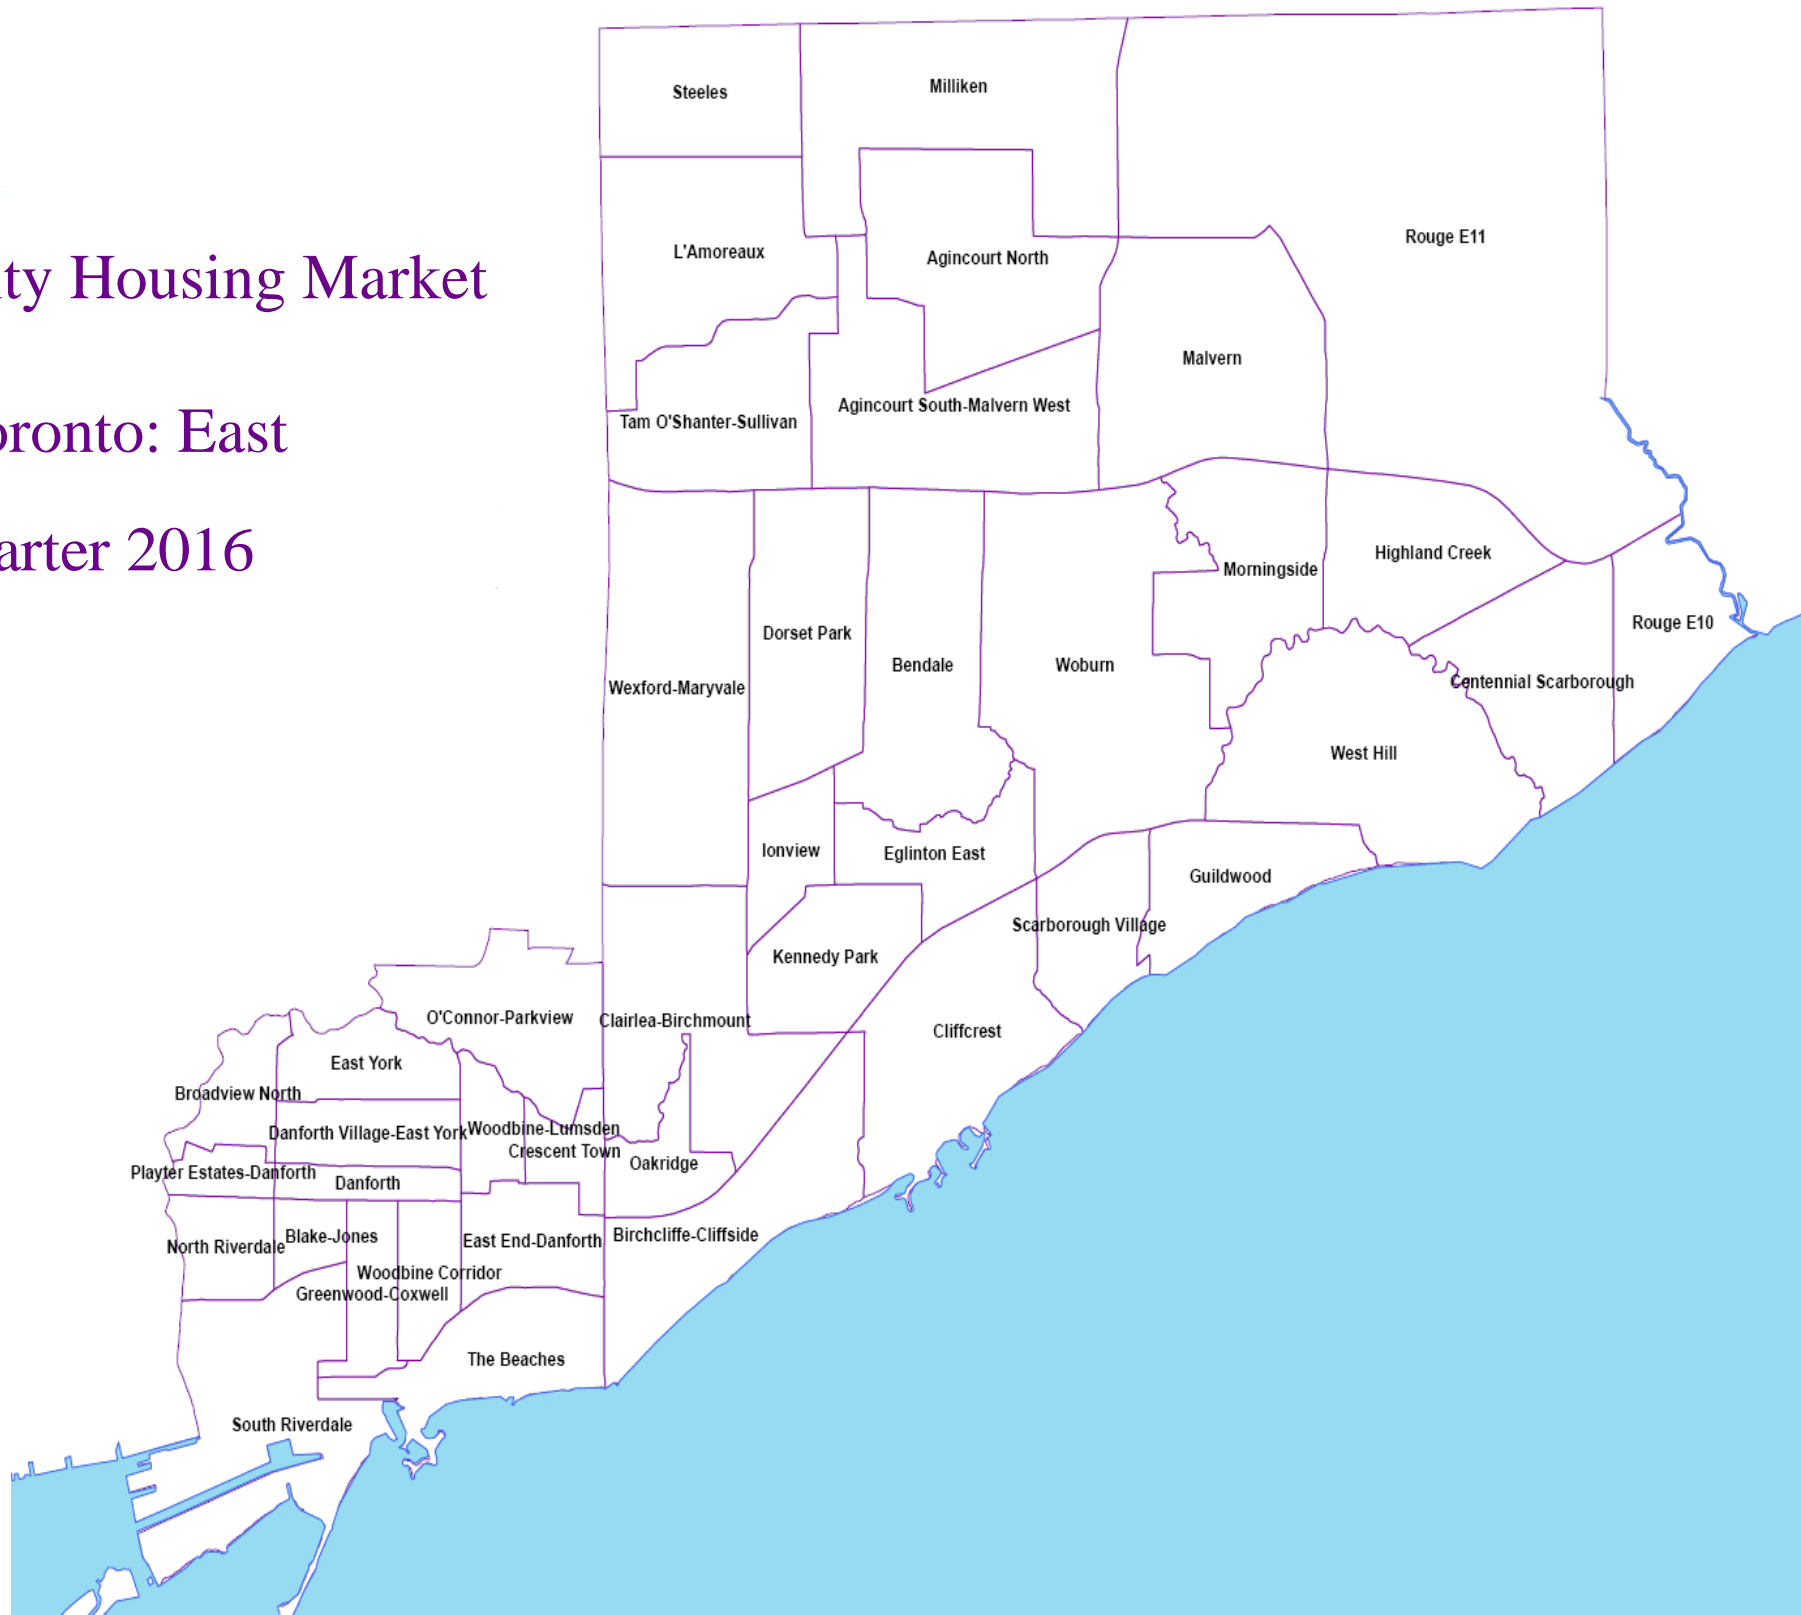 ity Housing Market
oronto: East
arter 2016
Steeles
Milliken
Rouge E11
L'Amoreaux
Agincourt North
Malvern
Tam O'Shanter-Sullivan
Agincourt South-Malvern West
Highland Creek
Morningside
Rouge E10
Dorset Park
Bendale
Woburn
Centennial Scarborough
Wexford-Maryvale
West Hill
Ionview
Eglinton East
Guildwood
Scarborough Village
Kennedy Park
O'Connor-Parkview
Clairlea-Birchmount
Cliffcrest
East York
Broadview North
Danforth Village-East York
Woodbine-Lumsden
Crescent Town
Oakridge
Playter Estates-Danforth
Danforth
North Riverdale
Blake-Jones
East End-Danforth
Birchcliffe-Cliffside
Woodbine Corridor
Greenwood-Coxwell
The Beaches
South Riverdale